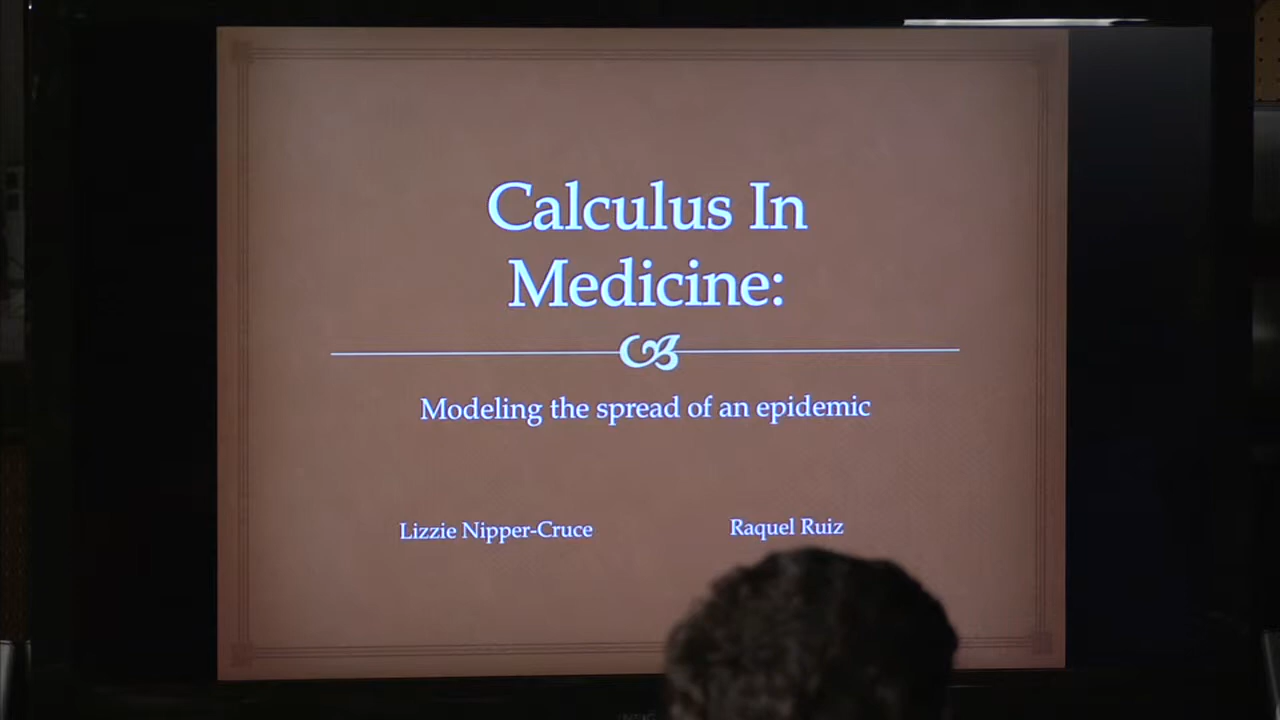 Calculus In
Medicine:
Modeling the spread of an epidemic
Lizzie Nipper-Cruce
Raquel Ruiz